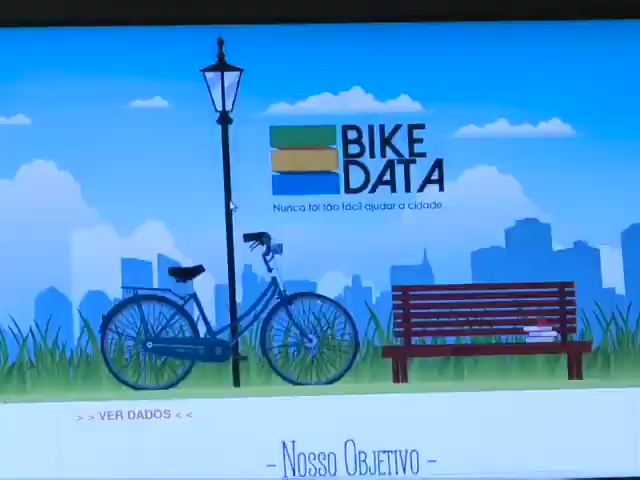 BIKE
DATA
Nunca foi tão fácil ajudar a cidade.
> > VER DADOS < <
- Nosso Objetivo -